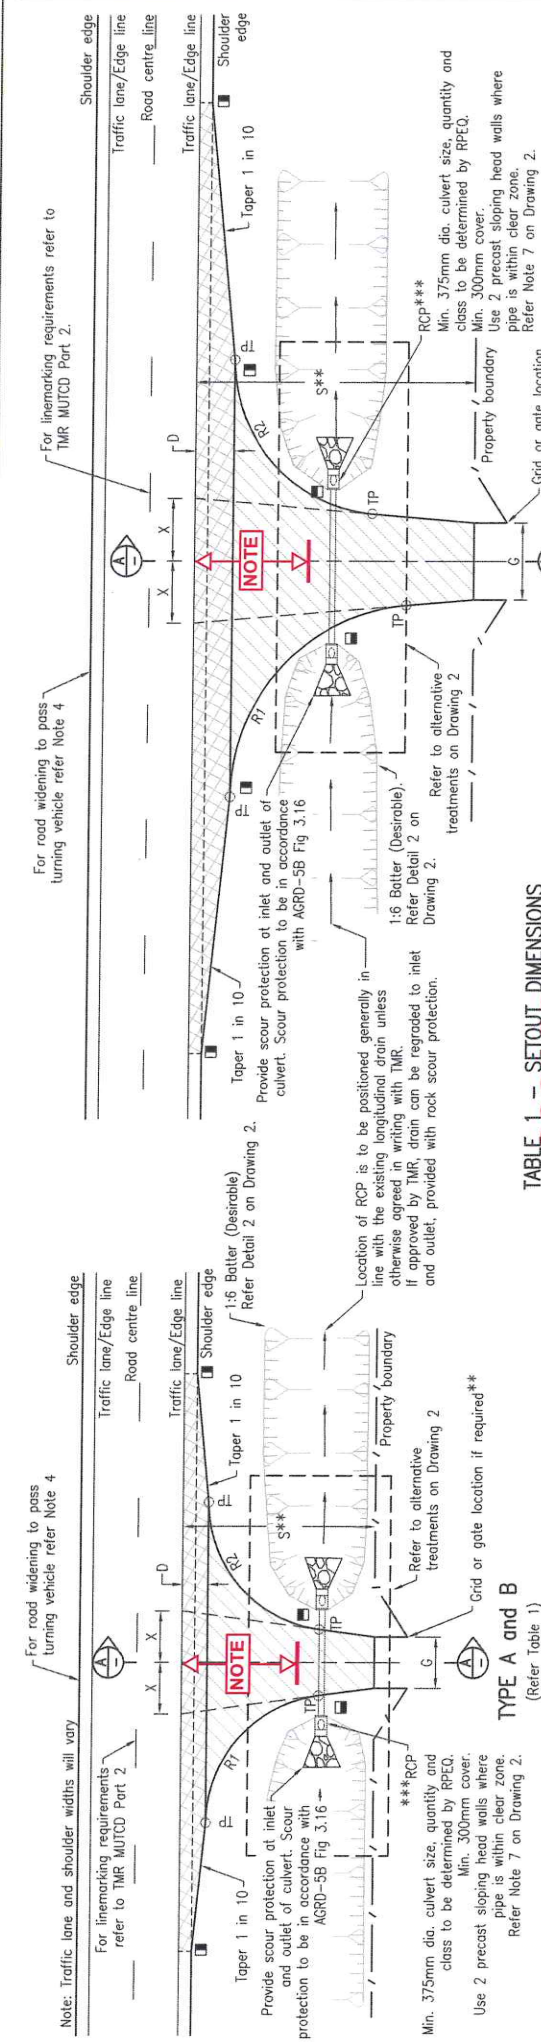 Note: Traffic lane and shoulder widths will vary
For road widening to pass
turning vehicle refer Note 4
Shoulder edge
Traffic lane/Edge line
Road centre line
For linemarking requirements
refer to TMR MUTCD Part 2
A
X
X
D
Traffic lane/Edge line
Shoulder edge
Taper 1 in 10
TP
R1
NOTE
R2
TP
Taper 1 in 10
1:6 Batter (Desirable)
Refer Detail 2 on Drawing 2.
Provide scour protection at inlet
and outlet of culvert. Scour
protection to be in accordance with
AGRD-5B Fig 3.16
TP
TP
S**
***RCP
Min. 375mm dia. culvert size, quantity and
class to be determined by RPEQ.
Min. 300mm cover.
Use 2 precast sloping head walls where
pipe is within clear zone.
Refer Note 7 on Drawing 2.
G
A
Property boundary
Refer to alternative
treatments on Drawing 2
Grid or gate location if required**
TYPE A and B
(Refer Table 1)
Location of RCP is to be positioned generally in
line with the existing longitudinal drain unless
otherwise agreed in writing with TMR.
If approved by TMR, drain can be regraded to inlet
and outlet, provided with rock scour protection.
For road widening to pass
turning vehicle refer Note 4
For linemarking requirements refer to
TMR MUTCD Part 2.
Shoulder edge
Traffic lane/Edge line
Road centre line
A
X
X
D
Traffic lane/Edge line
Shoulder
edge
Taper 1 in 10
TP
R1
NOTE
R2
TP
Taper 1 in 10
Provide scour protection at inlet and outlet of
culvert. Scour protection to be in accordance
with AGRD-5B Fig 3.16
1:6 Batter (Desirable).
Refer Detail 2 on
Drawing 2.
TP
TP
S**
RCP***
Min. 375mm dia. culvert size, quantity and
class to be determined by RPEQ.
Min. 300mm cover.
Use 2 precast sloping head walls where
pipe is within clear zone.
Refer Note 7 on Drawing 2.
Refer to alternative
treatments on Drawing 2
Property boundary
G
Grid or gate location
TABLE 1 – SETOUT DIMENSIONS